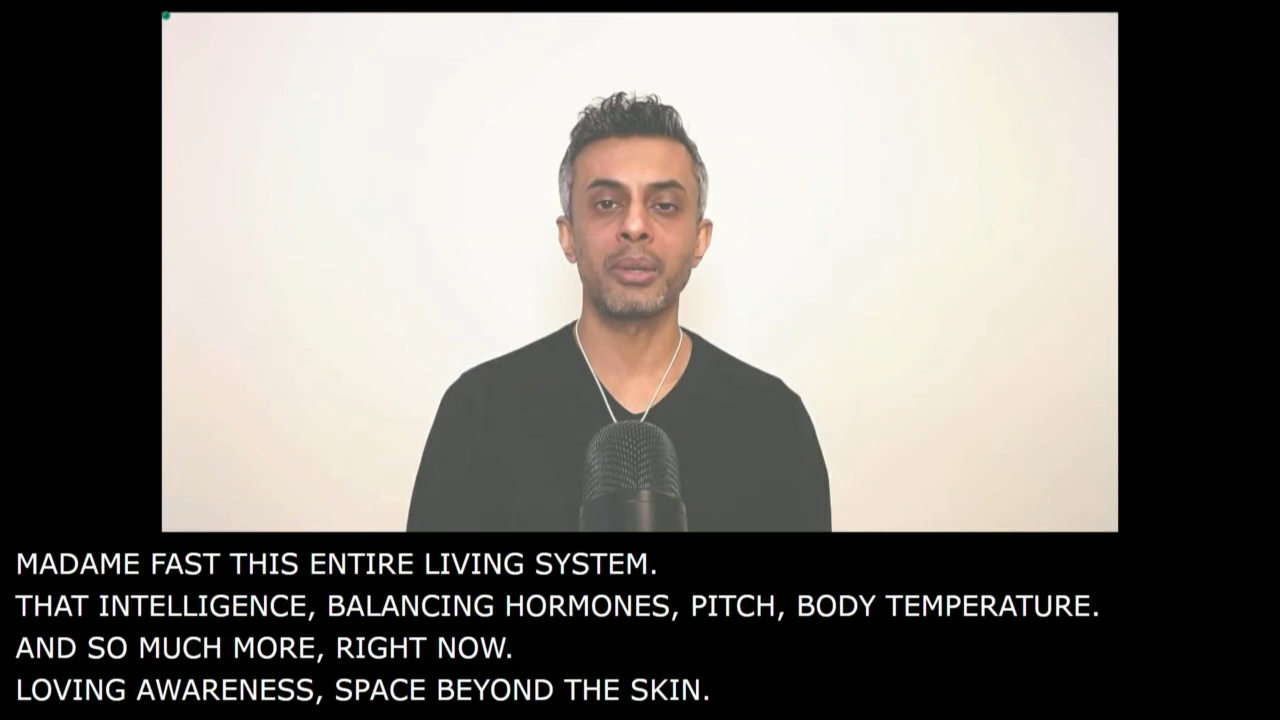 MADAME FAST THIS ENTIRE LIVING SYSTEM.
THAT INTELLIGENCE, BALANCING HORMONES, PITCH, BODY TEMPERATURE.
AND SO MUCH MORE, RIGHT NOW.
LOVING AWARENESS, SPACE BEYOND THE SKIN.